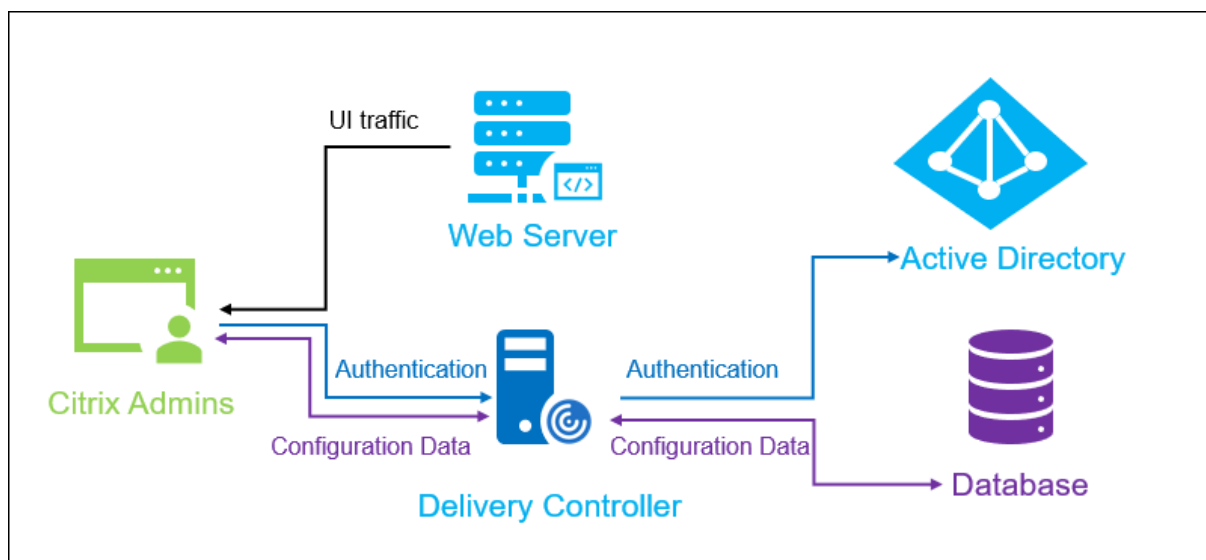 UI traffic
</>
Web Server
Active Directory
Authentication
Authentication
Citrix Admins
Configuration Data
Configuration Data
Database
Delivery Controller